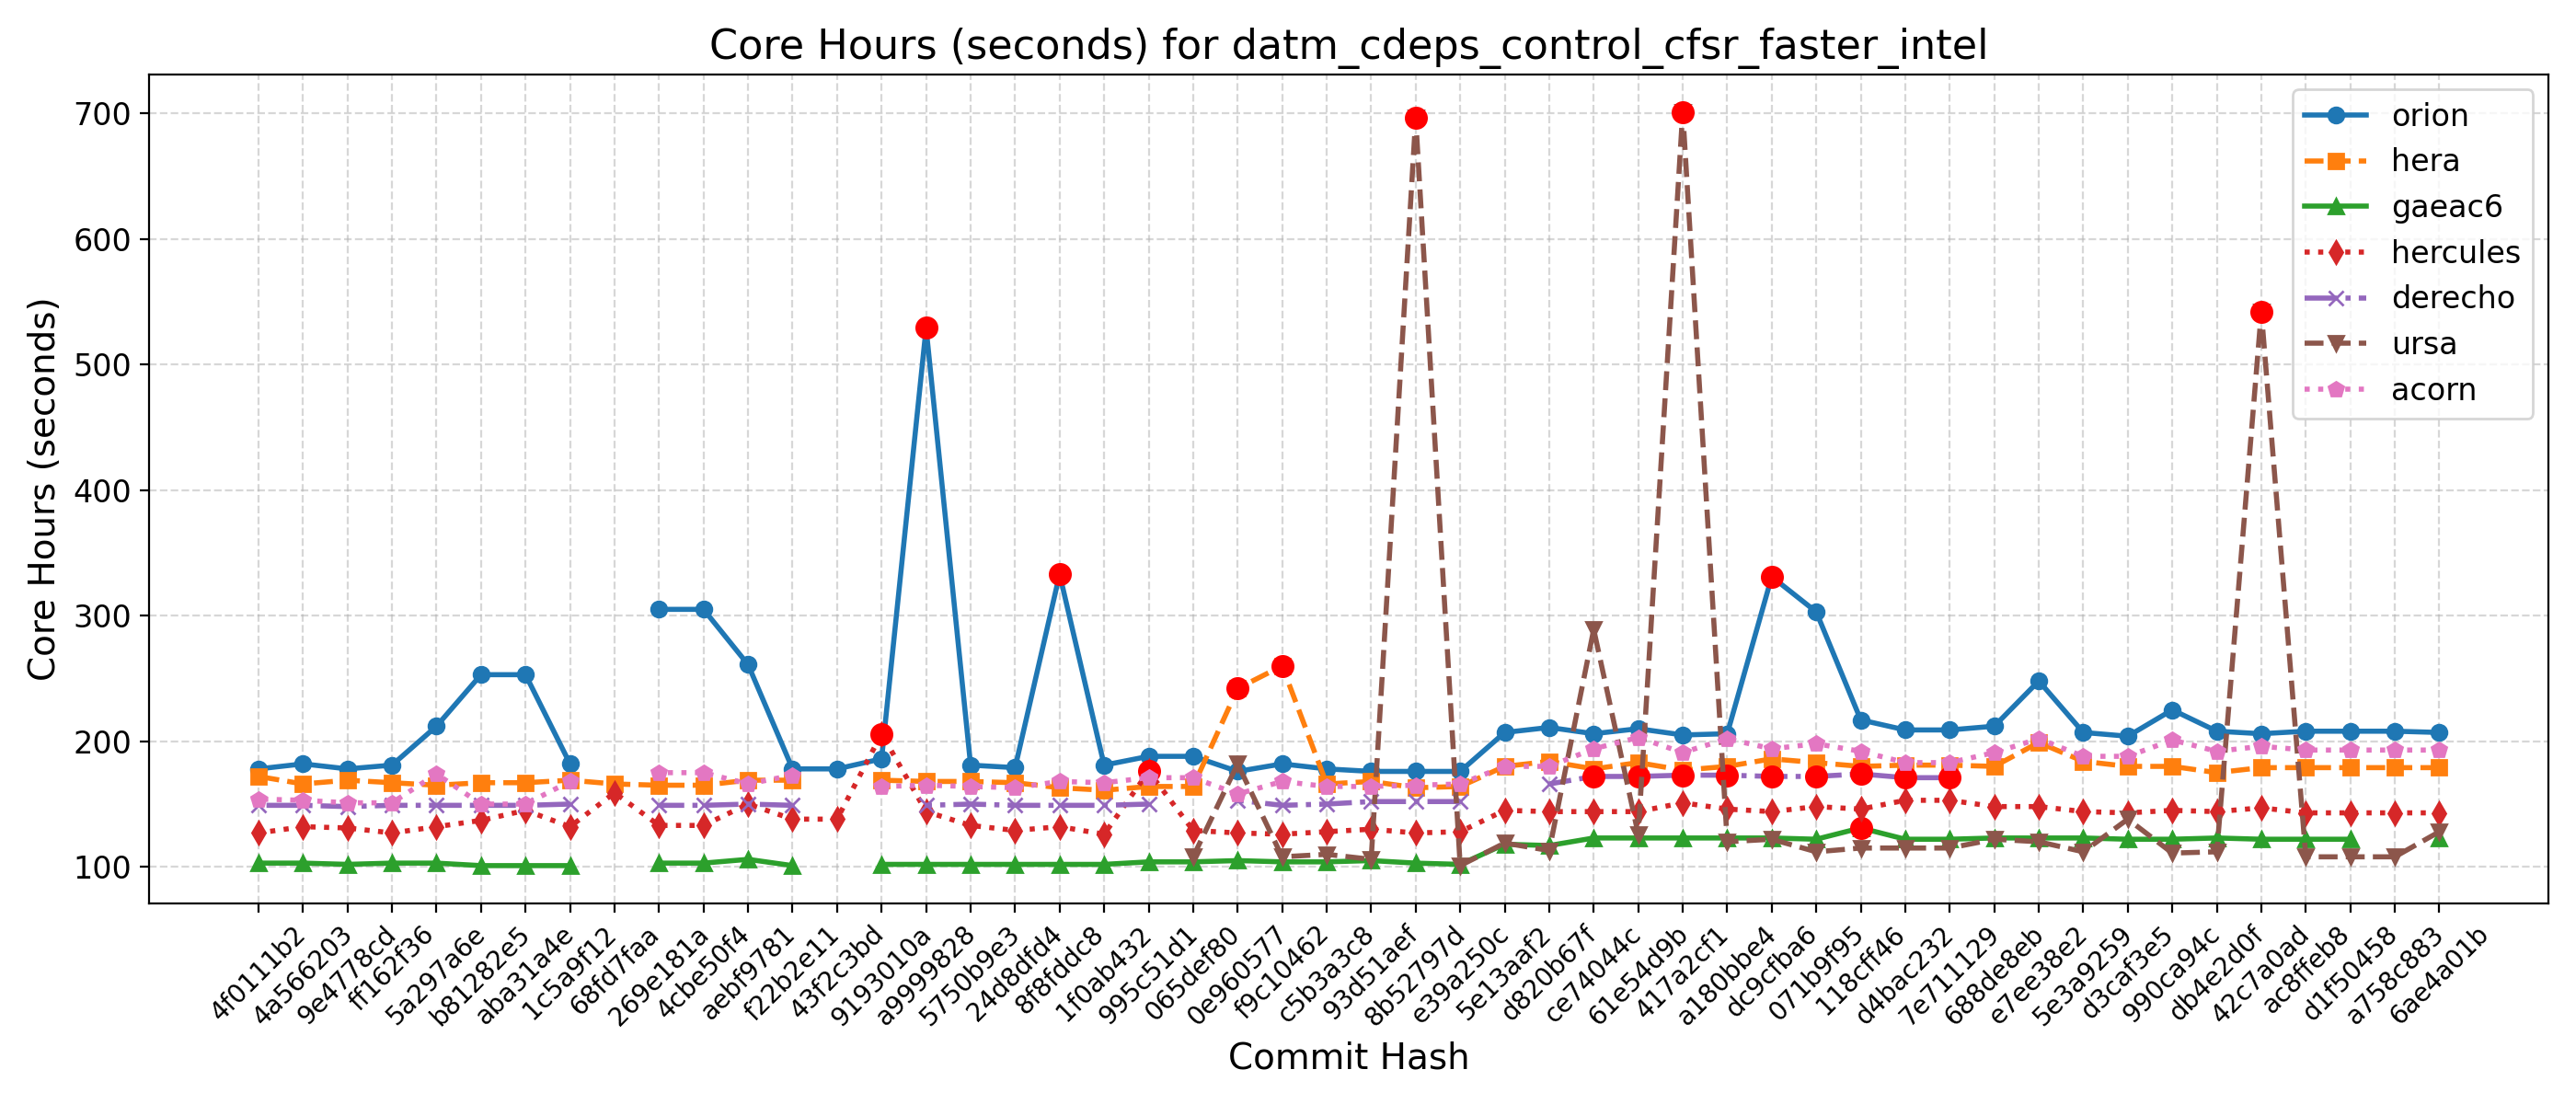 Core Hours (seconds) for datm_cdeps_control_cfsr_faster_intel
Core Hours (seconds)
700
600
500
400
300
200
100
orion
hera
gaeac6
hercules
derecho
ursa
acorn
4f0111b2
4a566203
9e4778cd
ff162f36
5a297a6e
b81282e5
aba31a4e
1c5a9f12
68fd7faa
269e181a
4cbe50f4
aebf9781
f22b2e11
43f2c3bd
9193010a
a9999828
5750b9e3
24d8dfd4
8f8fddc8
1f0ab432
995c51d1
065def80
0e960577
f9c10462
c5b3a3c8
93d51aef
8b52797d
e39a250c
5e13aaf2
d820b67f
ce74044c
61e54d9b
417a2cf1
a180bbe4
dc9cfba6
071b9f95
118cff46
d4bac232
7e711129
688de8eb
e7ee38e2
5e3a9259
d3caf3e5
990ca94c
db4e2d0f
42c7a0ad
ac8ffeb8
d1f50458
a758c883
6ae4a01b
Commit Hash